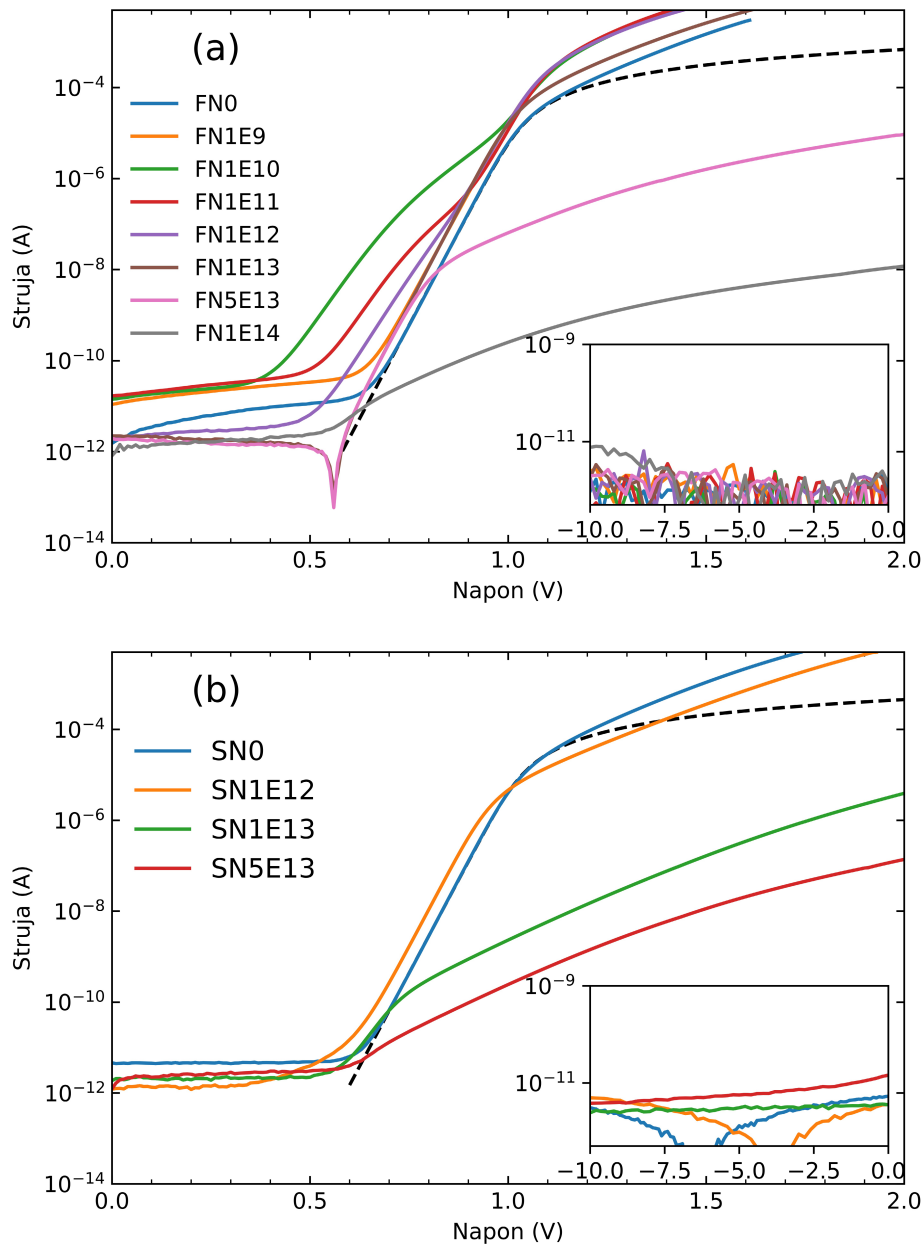 (a)
10⁻⁴
10⁻⁶
10⁻⁸
10⁻¹⁰
10⁻¹²
10⁻¹⁴
Struja (A)
FN0
FN1E9
FN1E10
FN1E11
FN1E12
FN1E13
FN5E13
FN1E14
10⁻⁹
10⁻¹¹
−10.0 −7.5 −5.0 −2.5 0.0
0.0 0.5 1.0 1.5 2.0
Napon (V)
(b)
10⁻⁴
10⁻⁶
10⁻⁸
10⁻¹⁰
10⁻¹²
10⁻¹⁴
Struja (A)
SN0
SN1E12
SN1E13
SN5E13
10⁻⁹
10⁻¹¹
−10.0 −7.5 −5.0 −2.5 0.0
0.0 0.5 1.0 1.5 2.0
Napon (V)